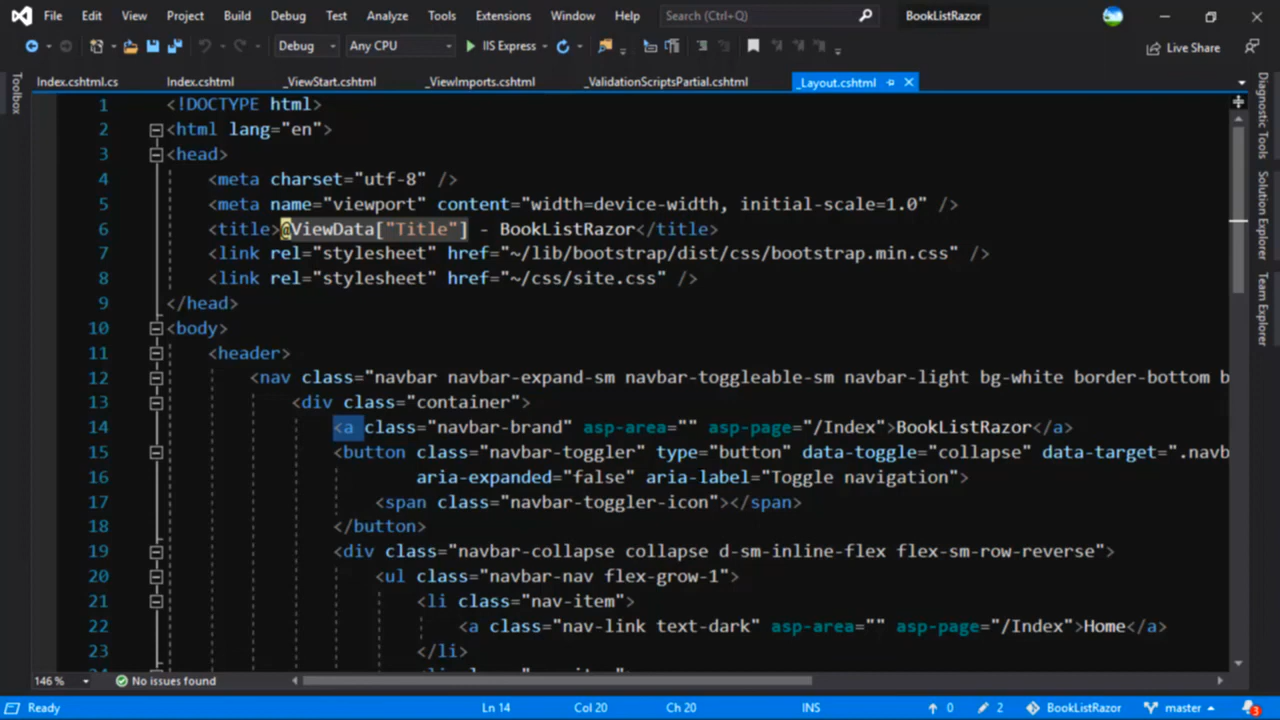 File Edit View Project Build Debug Test Analyze Tools Extensions Window Help Search (Ctrl+Q) BookListRazor
Debug Any CPU IIS Express Live Share
Index.cshtml.cs Index.cshtml _ViewStart.cshtml _ViewImports.cshtml _ValidationScriptsPartial.cshtml _Layout.cshtml
Toolbox
Diagnostic Tools
Solution Explorer
Team Explorer
1 <!DOCTYPE html>
2 <html lang="en">
3 <head>
4 <meta charset="utf-8" />
5 <meta name="viewport" content="width=device-width, initial-scale=1.0" />
6 <title>@ViewData["Title"] - BookListRazor</title>
7 <link rel="stylesheet" href="~/lib/bootstrap/dist/css/bootstrap.min.css" />
8 <link rel="stylesheet" href="~/css/site.css" />
9 </head>
10 <body>
11 <header>
12 <nav class="navbar navbar-expand-sm navbar-toggleable-sm navbar-light bg-white border-bottom b
13 <div class="container">
14 <a class="navbar-brand" asp-area="" asp-page="/Index">BookListRazor</a>
15 <button class="navbar-toggler" type="button" data-toggle="collapse" data-target=".navb
16 aria-expanded="false" aria-label="Toggle navigation">
17 <span class="navbar-toggler-icon"></span>
18 </button>
19 <div class="navbar-collapse collapse d-sm-inline-flex flex-sm-row-reverse">
20 <ul class="navbar-nav flex-grow-1">
21 <li class="nav-item">
22 <a class="nav-link text-dark" asp-area="" asp-page="/Index">Home</a>
23 </li>
146 % No issues found
Ready Ln 14 Col 20 Ch 20 INS 0 2 BookListRazor master 3